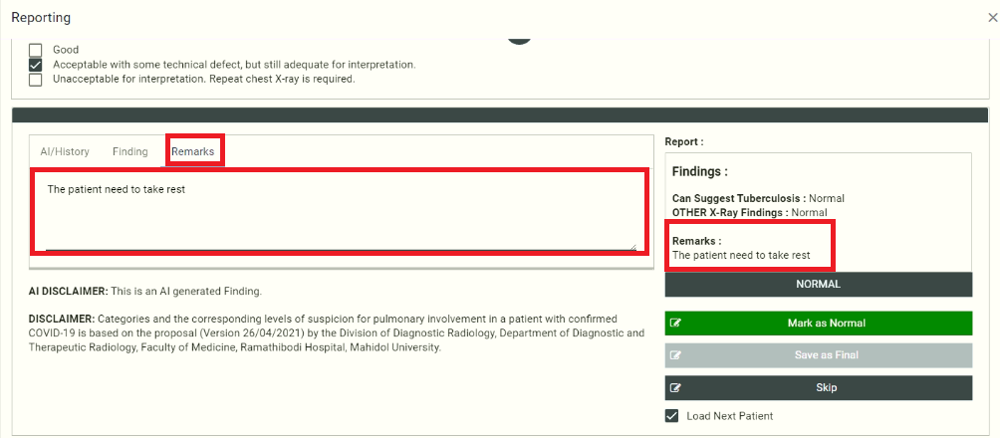 Reporting
Good
Acceptable with some technical defect, but still adequate for interpretation.
Unacceptable for interpretation. Repeat chest X-ray is required.
AI/History Finding Remarks
The patient need to take rest
AI DISCLAIMER: This is an AI generated Finding.
DISCLAIMER: Categories and the corresponding levels of suspicion for pulmonary involvement in a patient with confirmed
COVID-19 is based on the proposal (Version 26/04/2021) by the Division of Diagnostic Radiology, Department of Diagnostic and
Therapeutic Radiology, Faculty of Medicine, Ramathibodi Hospital, Mahidol University.
Report :
Findings :
Can Suggest Tuberculosis : Normal
OTHER X-Ray Findings : Normal
Remarks :
The patient need to take rest
NORMAL
Mark as Normal
Save as Final
Skip
Load Next Patient